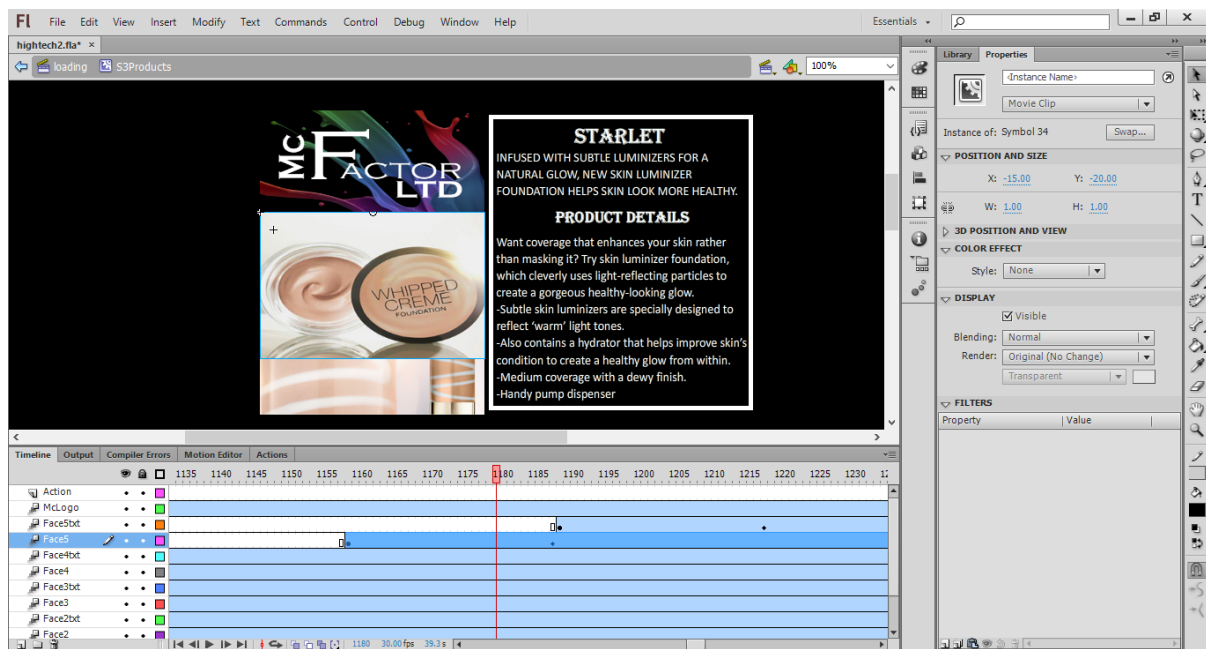 Fl File Edit View Insert Modify Text Commands Control Debug Window Help Essentials
hightech2.fla* ×
loading S3Products 100%
MC
FACTOR
LTD
WHIPPED
CREME
FOUNDATION
STARLET
INFUSED WITH SUBTLE LUMINIZERS FOR A
NATURAL GLOW, NEW SKIN LUMINIZER
FOUNDATION HELPS SKIN LOOK MORE HEALTHY.
PRODUCT DETAILS
Want coverage that enhances your skin rather
than masking it? Try skin luminizer foundation,
which cleverly uses light-reflecting particles to
create a gorgeous healthy-looking glow.
-Subtle skin luminizers are specially designed to
reflect ‘warm’ light tones.
-Also contains a hydrator that helps improve skin's
condition to create a healthy glow from within.
-Medium coverage with a dewy finish.
-Handy pump dispenser
Library Properties
<Instance Name>
Movie Clip
Instance of: Symbol 34 Swap...
POSITION AND SIZE
X: -15.00 Y: -20.00
W: 1.00 H: 1.00
3D POSITION AND VIEW
COLOR EFFECT
Style: None
DISPLAY
Visible
Blending: Normal
Render: Original (No Change)
Transparent
FILTERS
Property Value
Timeline Output Compiler Errors Motion Editor Actions
1135 1140 1145 1150 1155 1160 1165 1170 1175 1180 1185 1190 1195 1200 1205 1210 1215 1220 1225 1230 12
Action
McLogo
Face5txt
Face5
Face4txt
Face4
Face3txt
Face3
Face2txt
Face2
1180 30.00 fps 39.3 s